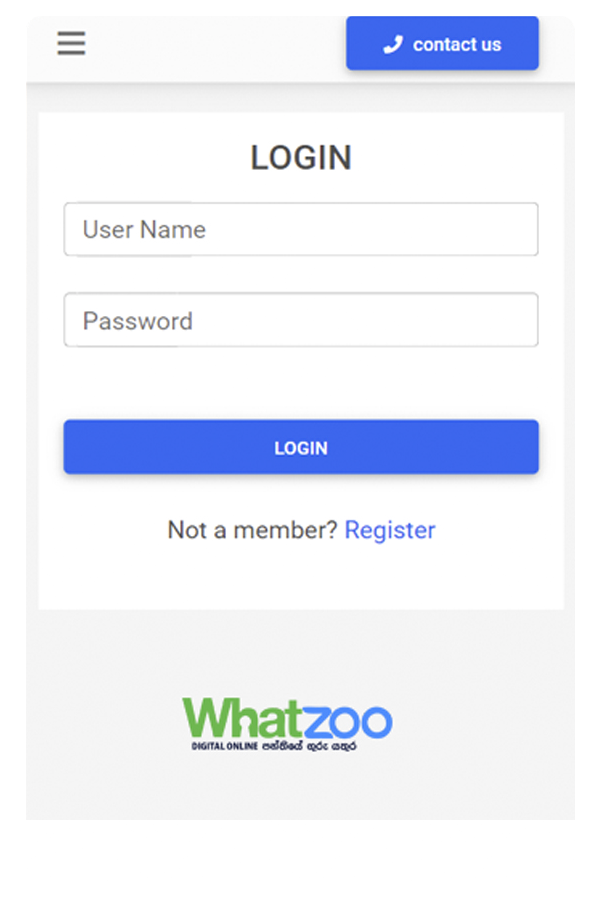 contact us
LOGIN
User Name
Password
LOGIN
Not a member? Register
Whatzoo
DIGITAL ONLINE පන්තියේ ගුරු යතුර